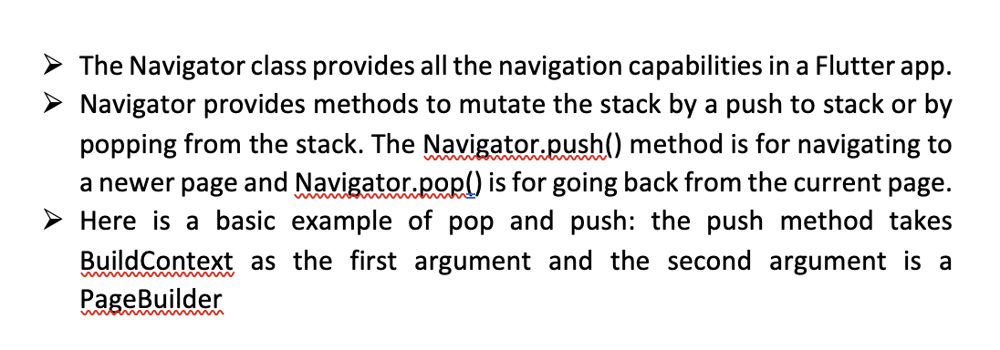 ➢ The Navigator class provides all the navigation capabilities in a Flutter app.
➢ Navigator provides methods to mutate the stack by a push to stack or by
popping from the stack. The Navigator.push() method is for navigating to
a newer page and Navigator.pop() is for going back from the current page.
➢ Here is a basic example of pop and push: the push method takes
BuildContext as the first argument and the second argument is a
PageBuilder